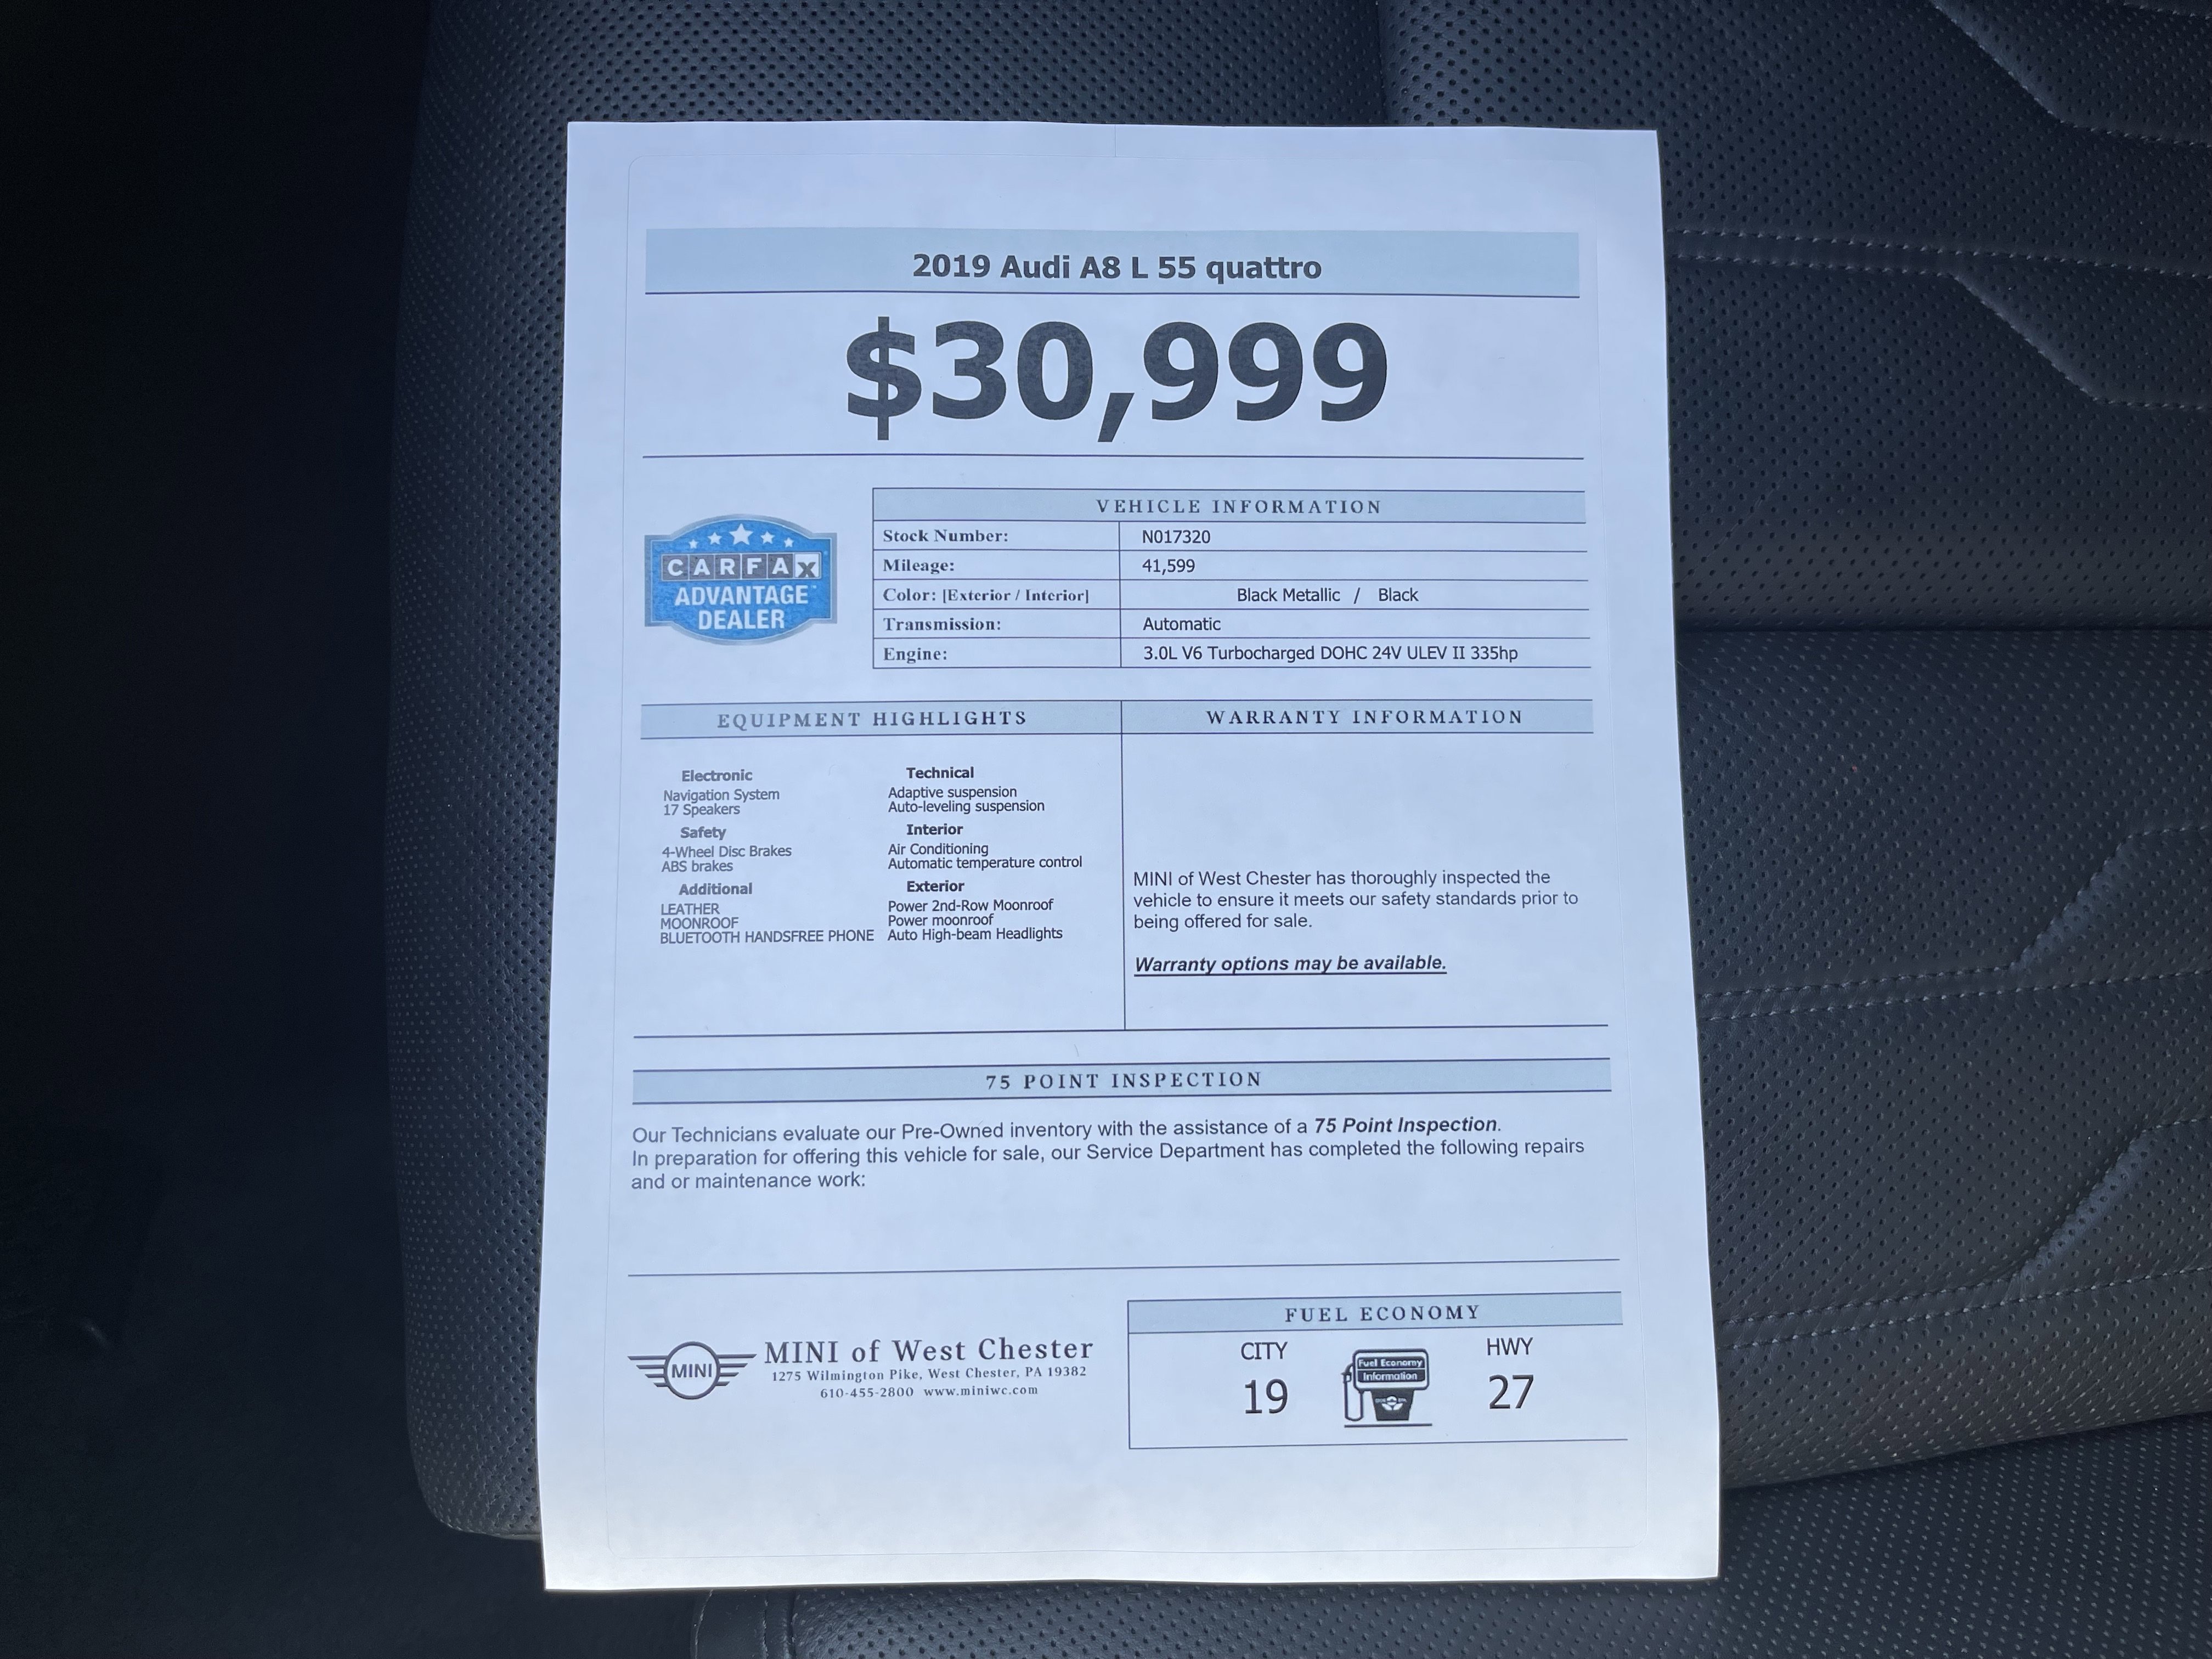 2019 Audi A8 L 55 quattro
$30,999
CARFAX
ADVANTAGE™
DEALER
VEHICLE INFORMATION
Stock Number: N017320
Mileage: 41,599
Color: [Exterior / Interior] Black Metallic / Black
Transmission: Automatic
Engine: 3.0L V6 Turbocharged DOHC 24V ULEV II 335hp
EQUIPMENT HIGHLIGHTS
Electronic
Navigation System
17 Speakers
Safety
4-Wheel Disc Brakes
ABS brakes
Additional
LEATHER
MOONROOF
BLUETOOTH HANDSFREE PHONE
Technical
Adaptive suspension
Auto-leveling suspension
Interior
Air Conditioning
Automatic temperature control
Exterior
Power 2nd-Row Moonroof
Power moonroof
Auto High-beam Headlights
WARRANTY INFORMATION
MINI of West Chester has thoroughly inspected the
vehicle to ensure it meets our safety standards prior to
being offered for sale.
Warranty options may be available.
75 POINT INSPECTION
Our Technicians evaluate our Pre-Owned inventory with the assistance of a 75 Point Inspection.
In preparation for offering this vehicle for sale, our Service Department has completed the following repairs
and or maintenance work:
MINI
MINI of West Chester
1275 Wilmington Pike, West Chester, PA 19382
610-455-2800 www.miniwc.com
FUEL ECONOMY
CITY
19
Fuel Economy
Information
HWY
27